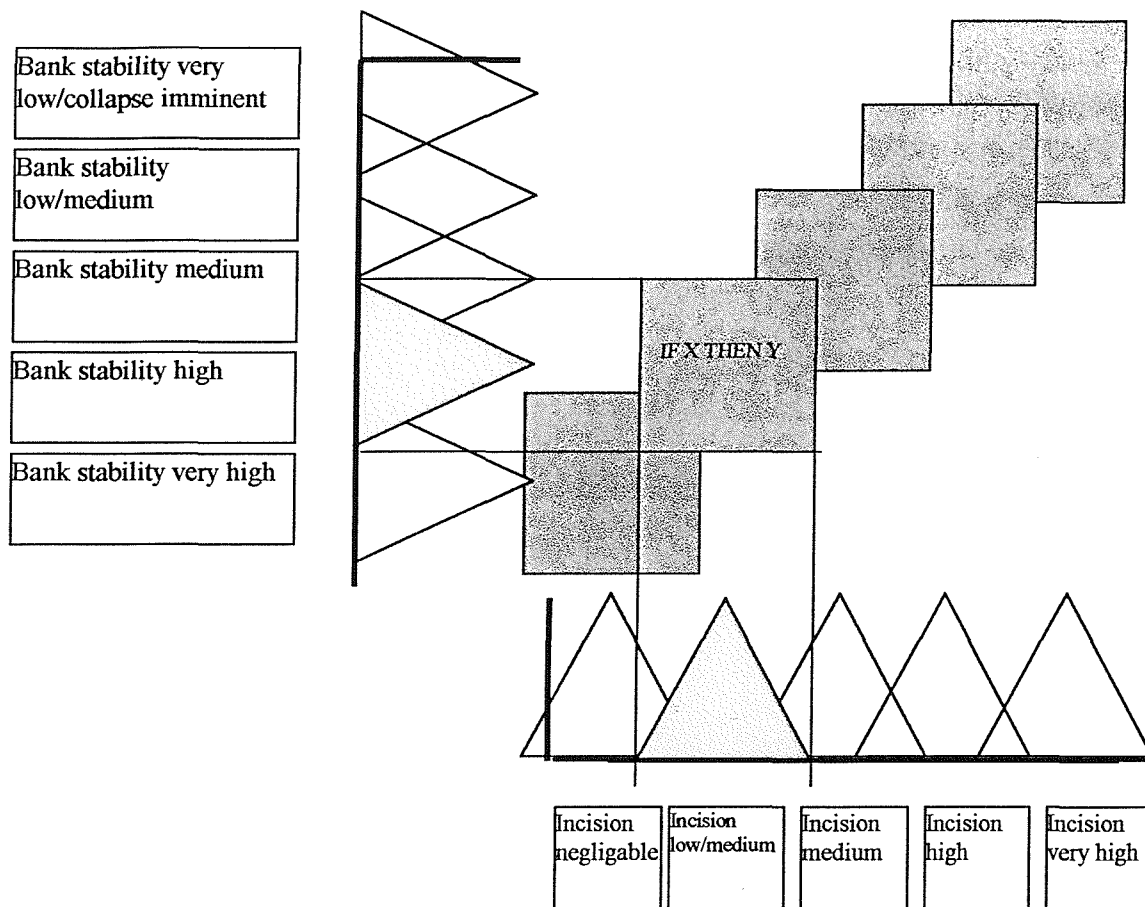 Bank stability very
low/collapse imminent
Bank stability
low/medium
Bank stability medium
Bank stability high
Bank stability very high
IF X THEN Y
Incision
negligable
Incision
low/medium
Incision
medium
Incision
high
Incision
very high